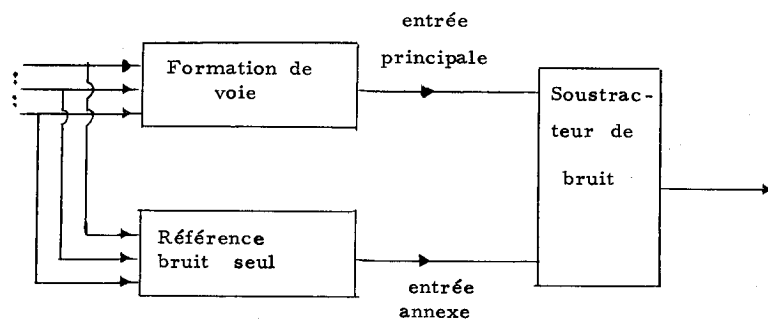 entrée
principale
Formation de
voie
Soustrac-
teur de
bruit
Référence
bruit seul
entrée
annexe